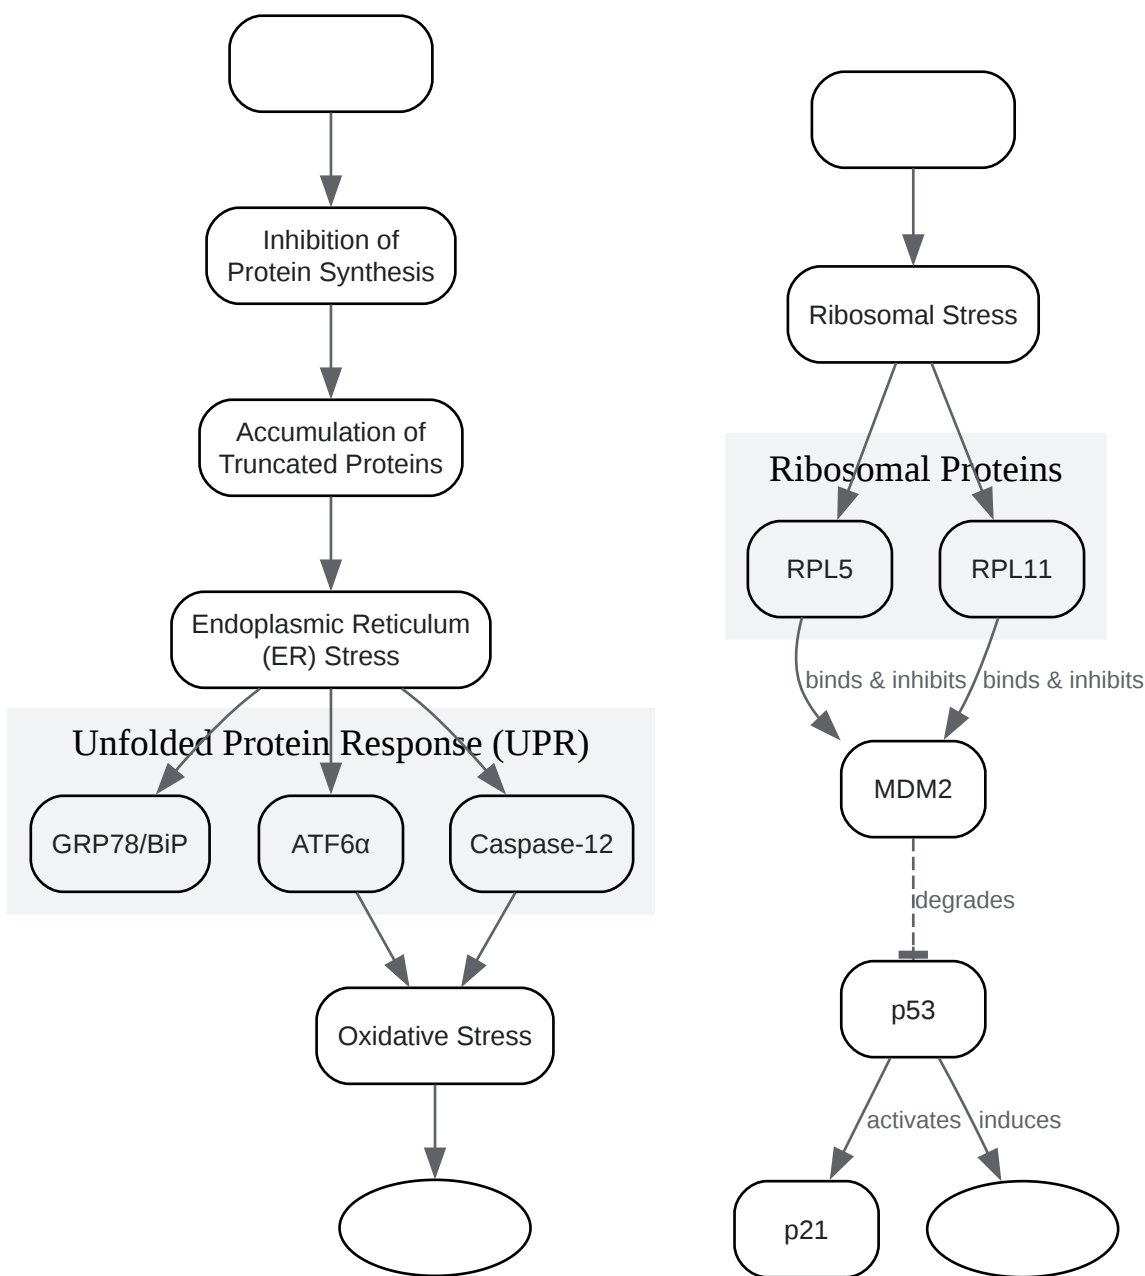 Inhibition of
Protein Synthesis
Accumulation of
Truncated Proteins
Endoplasmic Reticulum
(ER) Stress
Unfolded Protein Response (UPR)
GRP78/BiP
ATF6α
Caspase-12
Oxidative Stress
Ribosomal Stress
Ribosomal Proteins
RPL5
RPL11
binds & inhibits
binds & inhibits
MDM2
degrades
p53
activates
induces
p21